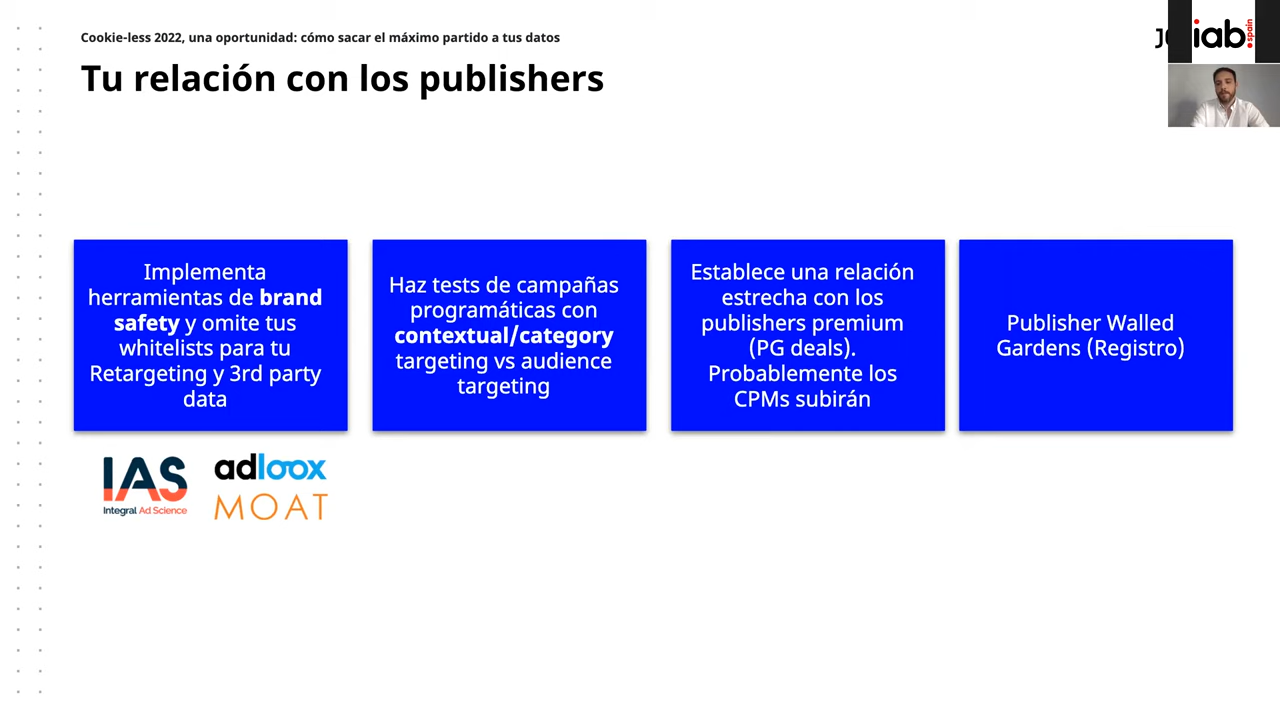 Cookie-less 2022, una oportunidad: cómo sacar el máximo partido a tus datos
Tu relación con los publishers
iab
spain
Implementa
herramientas de brand
safety y omite tus
whitelists para tu
Retargeting y 3rd party
data
Haz tests de campañas
programáticas con
contextual/category
targeting vs audience
targeting
Establece una relación
estrecha con los
publishers premium
(PG deals).
Probablemente los
CPMs subirán
Publisher Walled
Gardens (Registro)
IAS
Integral Ad Science
adloox
MOAT